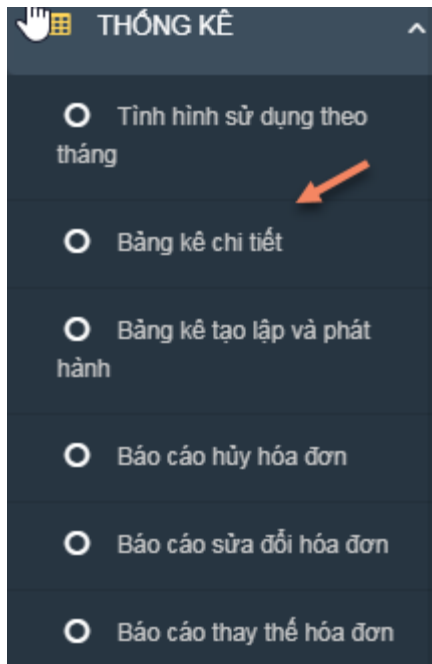 THỐNG KÊ
Tình hình sử dụng theo
tháng
Bảng kê chi tiết
Bảng kê tạo lập và phát
hành
Báo cáo hủy hóa đơn
Báo cáo sửa đổi hóa đơn
Báo cáo thay thế hóa đơn